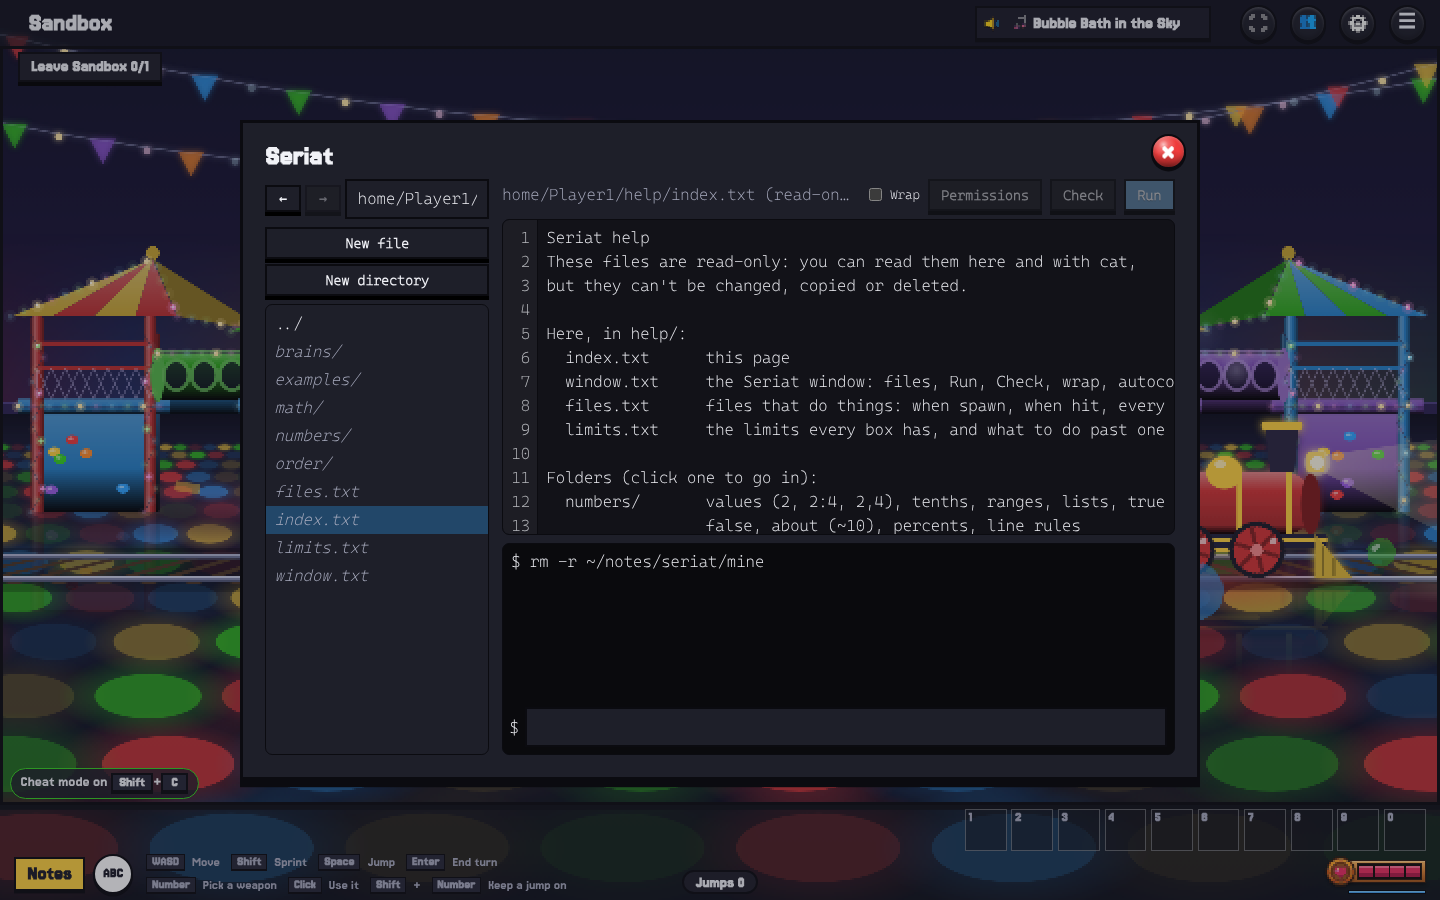 Sandbox
Bubble Bath in the Sky
Leave Sandbox 0/1
Seriat
← → home/Player1/
home/Player1/help/index.txt (read-on…
Wrap
Permissions
Check
Run
New file
New directory
../
brains/
examples/
math/
numbers/
order/
files.txt
index.txt
limits.txt
window.txt
1 Seriat help
2 These files are read-only: you can read them here and with cat,
3 but they can't be changed, copied or deleted.
4
5 Here, in help/:
6 index.txt this page
7 window.txt the Seriat window: files, Run, Check, wrap, autoco
8 files.txt files that do things: when spawn, when hit, every
9 limits.txt the limits every box has, and what to do past one
10
11 Folders (click one to go in):
12 numbers/ values (2, 2:4, 2,4), tenths, ranges, lists, true
13 false, about (~10), percents, line rules
$ rm -r ~/notes/seriat/mine
$
Cheat mode on Shift + C
1 2 3 4 5 6 7 8 9 0
Notes
ABC
WASD Move Shift Sprint Space Jump Enter End turn
Number Pick a weapon Click Use it Shift + Number Keep a jump on
Jumps 0